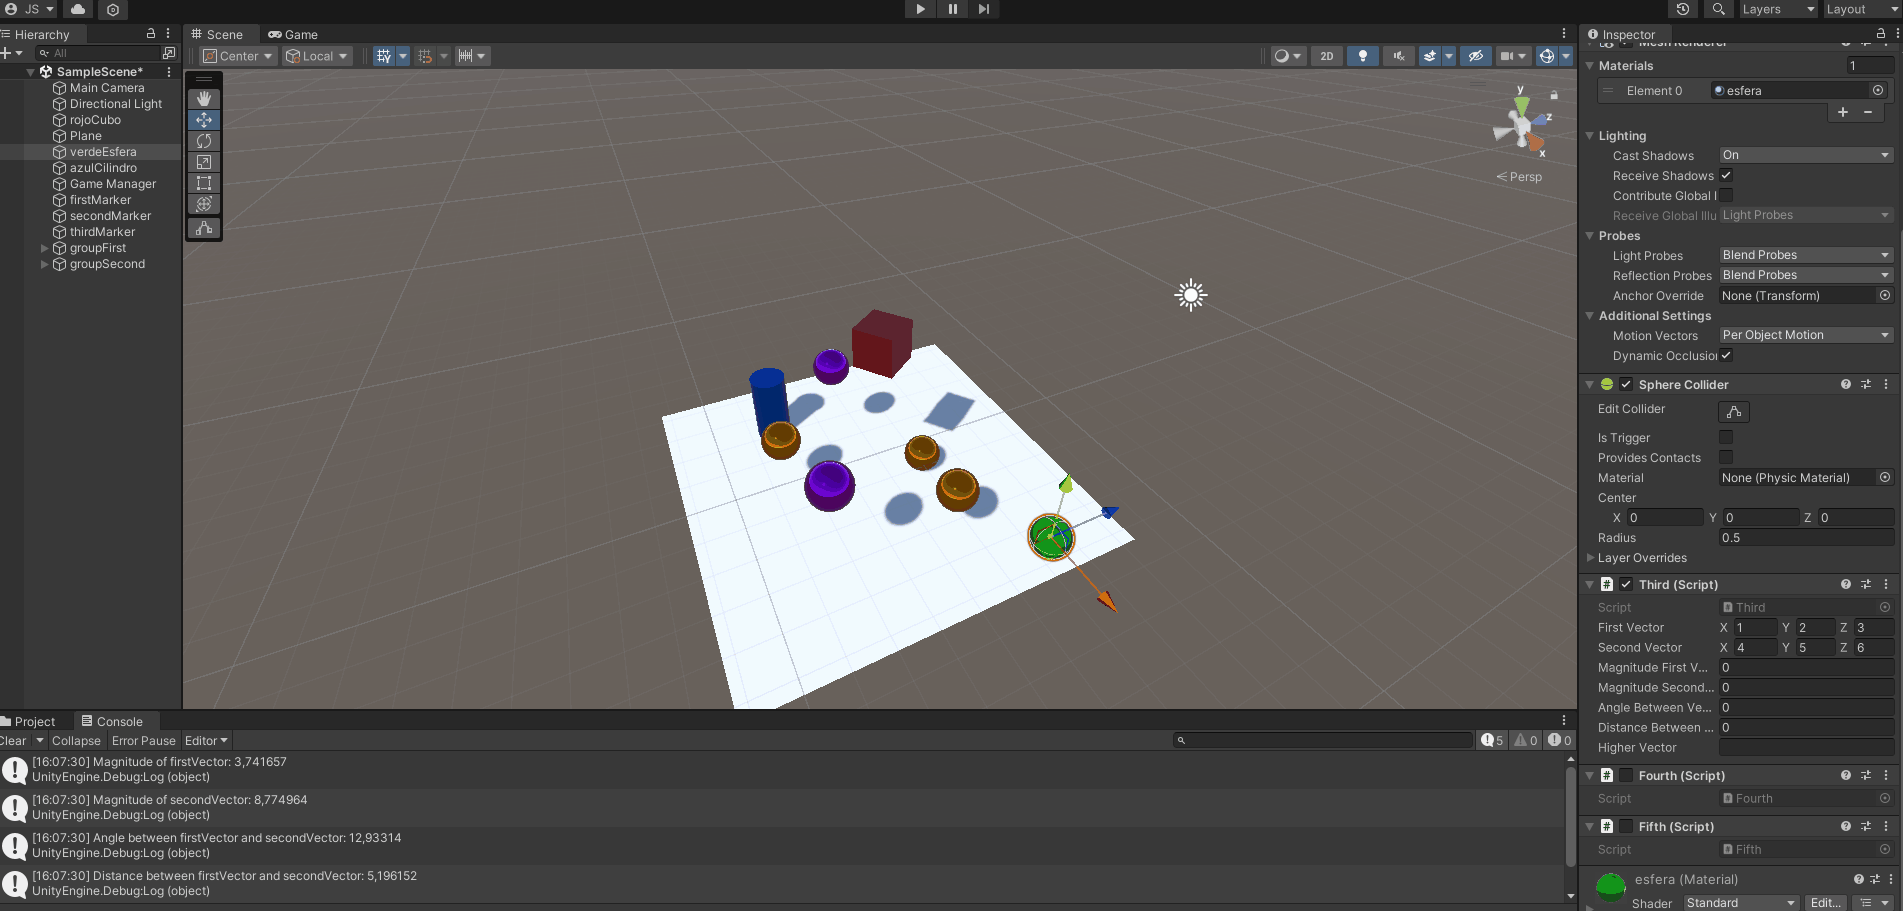 JS
Layers
Layout
Hierarchy
All
SampleScene*
Main Camera
Directional Light
rojoCubo
Plane
verdeEsfera
azulCilindro
Game Manager
firstMarker
secondMarker
thirdMarker
groupFirst
groupSecond
Scene
Game
Center
Local
2D
y
z
x
Persp
Inspector
Mesh Renderer
Materials 1
Element 0 esfera
Lighting
Cast Shadows On
Receive Shadows
Contribute Global I
Receive Global Illu Light Probes
Probes
Light Probes Blend Probes
Reflection Probes Blend Probes
Anchor Override None (Transform)
Additional Settings
Motion Vectors Per Object Motion
Dynamic Occlusion
Sphere Collider
Edit Collider
Is Trigger
Provides Contacts
Material None (Physic Material)
Center
X 0 Y 0 Z 0
Radius 0.5
Layer Overrides
# Third (Script)
Script Third
First Vector X 1 Y 2 Z 3
Second Vector X 4 Y 5 Z 6
Magnitude First V... 0
Magnitude Second... 0
Angle Between Ve... 0
Distance Between ... 0
Higher Vector
# Fourth (Script)
Script Fourth
# Fifth (Script)
Script Fifth
esfera (Material)
Shader Standard Edit...
Project
Console
Clear Collapse Error Pause Editor
5 0 0
[16:07:30] Magnitude of firstVector: 3,741657
UnityEngine.Debug:Log (object)
[16:07:30] Magnitude of secondVector: 8,774964
UnityEngine.Debug:Log (object)
[16:07:30] Angle between firstVector and secondVector: 12,93314
UnityEngine.Debug:Log (object)
[16:07:30] Distance between firstVector and secondVector: 5,196152
UnityEngine.Debug:Log (object)